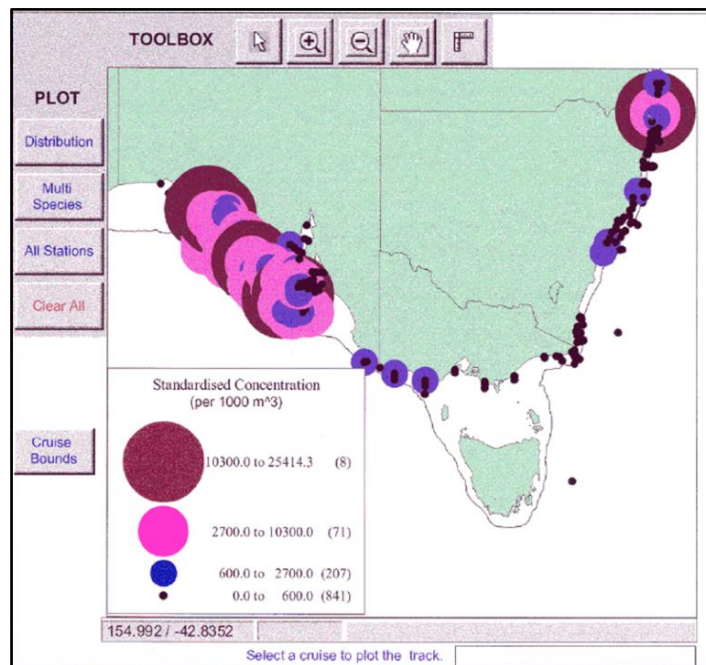 TOOLBOX
PLOT
Distribution
Multi
Species
All Stations
Clear All
Cruise
Bounds
Standardised Concentration
(per 1000 m^3)
10300.0 to 25414.3 (8)
2700.0 to 10300.0 (71)
600.0 to 2700.0 (207)
0.0 to 600.0 (841)
154.992 / -42.8352
Select a cruise to plot the track.